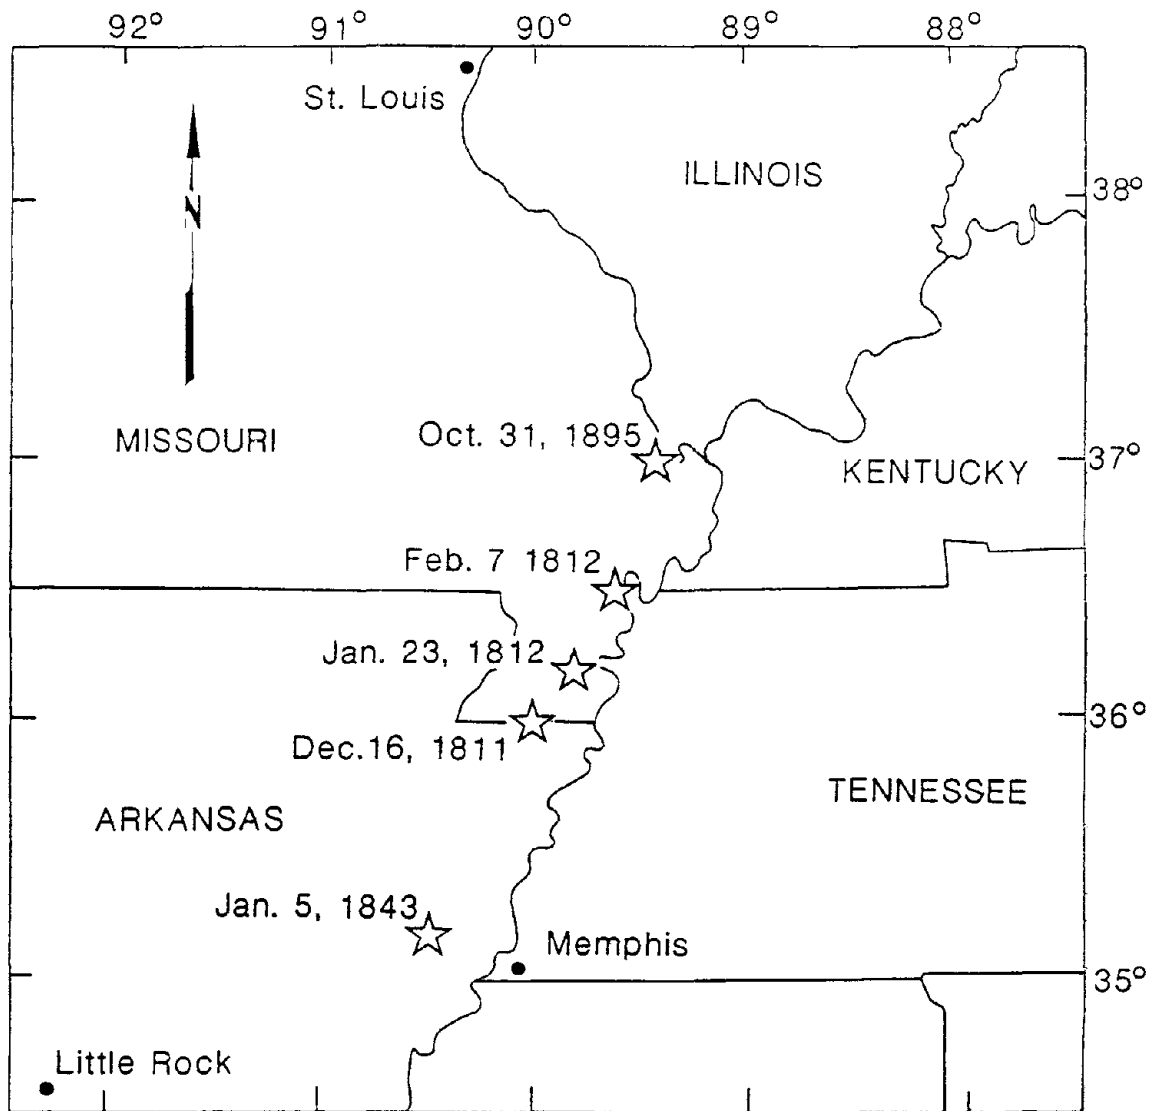 92° 91° 90° 89° 88°
St. Louis
ILLINOIS
38°
N
Oct. 31, 1895
MISSOURI
37°
KENTUCKY
Feb. 7 1812
Jan. 23, 1812
36°
Dec.16, 1811
TENNESSEE
ARKANSAS
Jan. 5, 1843
Memphis
35°
Little Rock